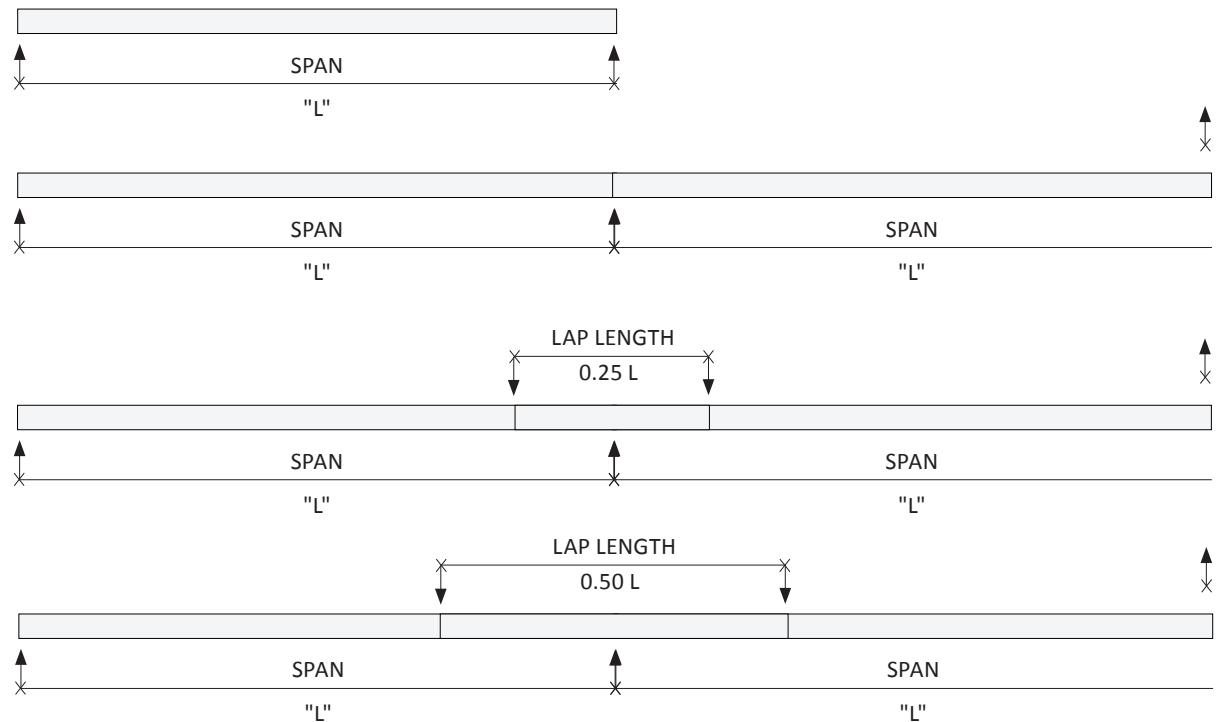 SPAN
"L"
SPAN SPAN
"L" "L"
LAP LENGTH
0.25 L
SPAN SPAN
"L" "L"
LAP LENGTH
0.50 L
SPAN SPAN
"L" "L"